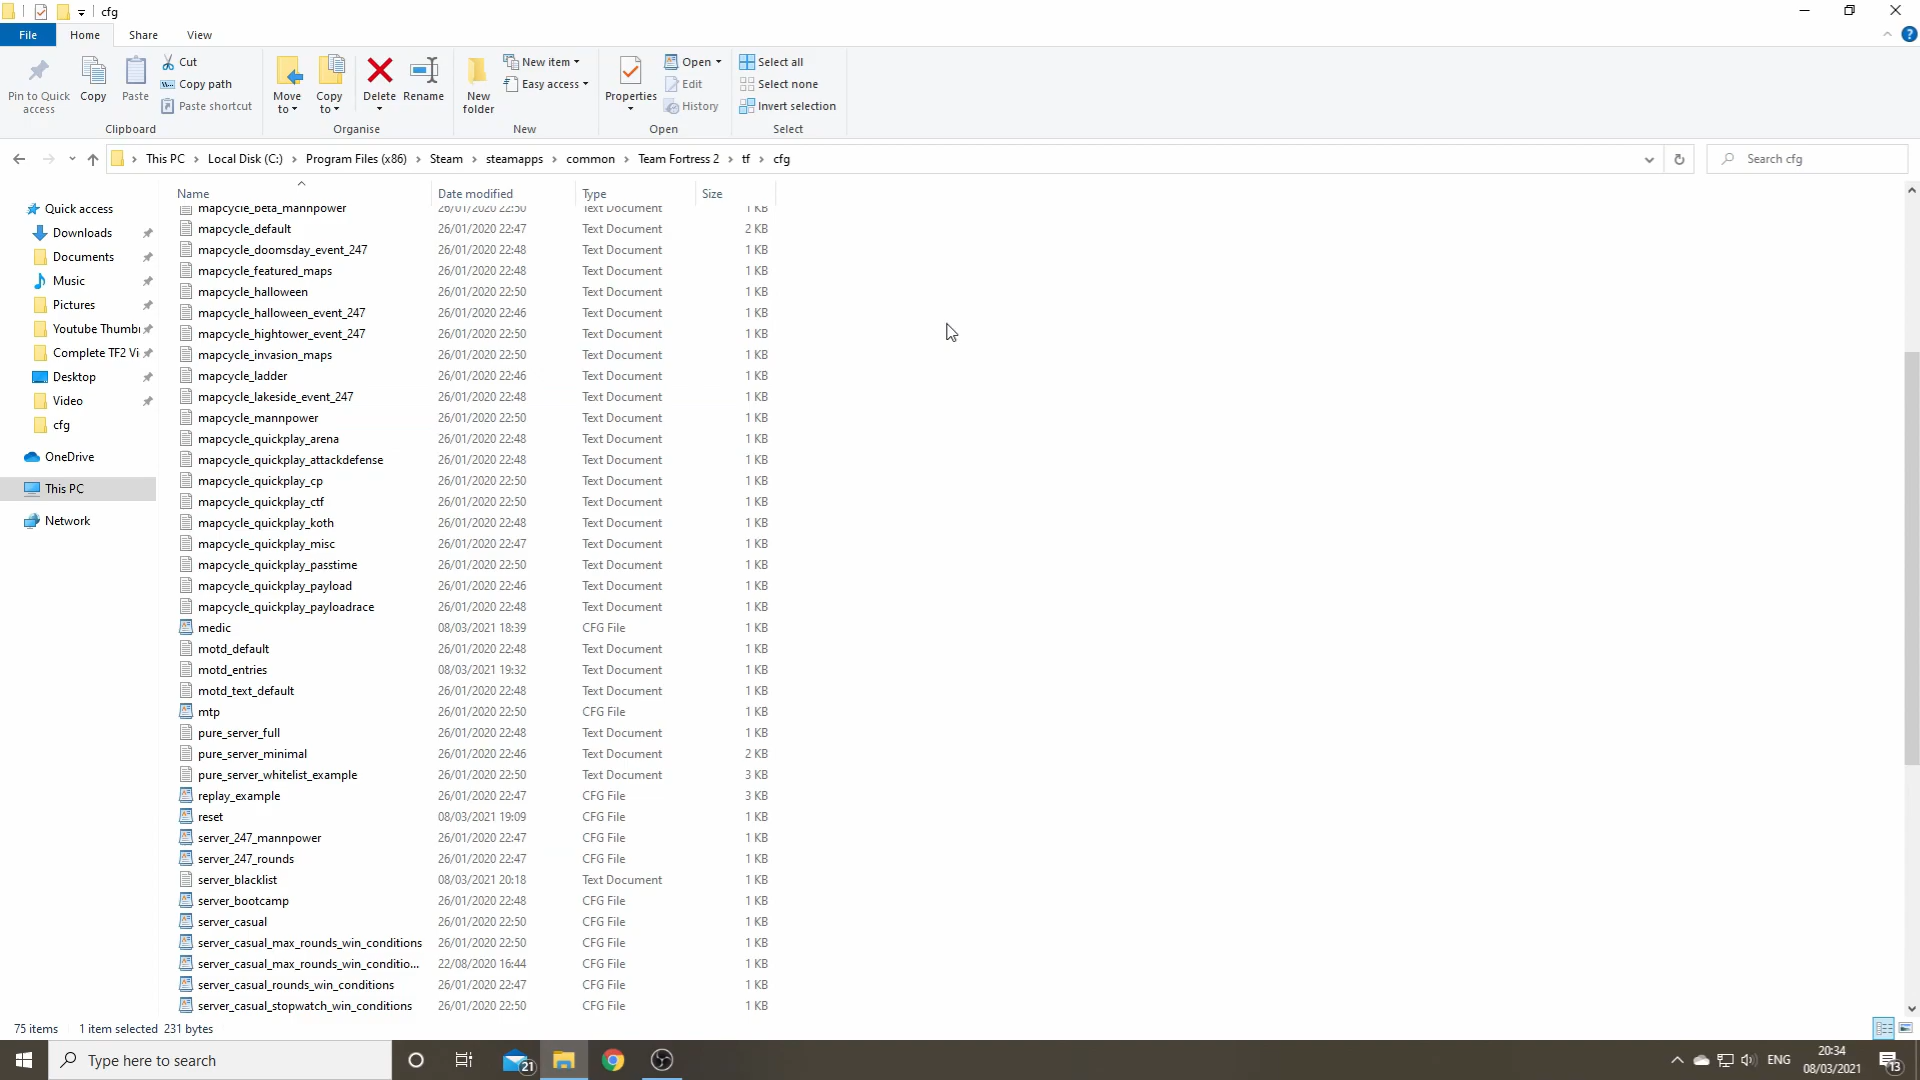 cfg
File
Home
Share
View
Pin to Quick access
Copy
Paste
Cut
Copy path
Paste shortcut
Clipboard
Move to
Copy to
Delete
Rename
Organise
New folder
New item
Easy access
New
Properties
Open
Edit
History
Open
Select all
Select none
Invert selection
Select
This PC > Local Disk (C:) > Program Files (x86) > Steam > steamapps > common > Team Fortress 2 > tf > cfg
Search cfg
Quick access
Downloads
Documents
Music
Pictures
Youtube Thumbi
Complete TF2 Vi
Desktop
Video
cfg
OneDrive
This PC
Network
Name Date modified Type Size
mapcycle_beta_mannpower 26/01/2020 22:50 Text Document 1 KB
mapcycle_default 26/01/2020 22:47 Text Document 2 KB
mapcycle_doomsday_event_247 26/01/2020 22:48 Text Document 1 KB
mapcycle_featured_maps 26/01/2020 22:48 Text Document 1 KB
mapcycle_halloween 26/01/2020 22:50 Text Document 1 KB
mapcycle_halloween_event_247 26/01/2020 22:46 Text Document 1 KB
mapcycle_hightower_event_247 26/01/2020 22:50 Text Document 1 KB
mapcycle_invasion_maps 26/01/2020 22:50 Text Document 1 KB
mapcycle_ladder 26/01/2020 22:46 Text Document 1 KB
mapcycle_lakeside_event_247 26/01/2020 22:48 Text Document 1 KB
mapcycle_mannpower 26/01/2020 22:50 Text Document 1 KB
mapcycle_quickplay_arena 26/01/2020 22:48 Text Document 1 KB
mapcycle_quickplay_attackdefense 26/01/2020 22:48 Text Document 1 KB
mapcycle_quickplay_cp 26/01/2020 22:50 Text Document 1 KB
mapcycle_quickplay_ctf 26/01/2020 22:50 Text Document 1 KB
mapcycle_quickplay_koth 26/01/2020 22:48 Text Document 1 KB
mapcycle_quickplay_misc 26/01/2020 22:47 Text Document 1 KB
mapcycle_quickplay_passtime 26/01/2020 22:50 Text Document 1 KB
mapcycle_quickplay_payload 26/01/2020 22:46 Text Document 1 KB
mapcycle_quickplay_payloadrace 26/01/2020 22:48 Text Document 1 KB
medic 08/03/2021 18:39 CFG File 1 KB
motd_default 26/01/2020 22:48 Text Document 1 KB
motd_entries 08/03/2021 19:32 Text Document 1 KB
motd_text_default 26/01/2020 22:48 Text Document 1 KB
mtp 26/01/2020 22:50 CFG File 1 KB
pure_server_full 26/01/2020 22:48 Text Document 1 KB
pure_server_minimal 26/01/2020 22:46 Text Document 2 KB
pure_server_whitelist_example 26/01/2020 22:50 Text Document 3 KB
replay_example 26/01/2020 22:47 CFG File 3 KB
reset 08/03/2021 19:09 CFG File 1 KB
server_247_mannpower 26/01/2020 22:47 CFG File 1 KB
server_247_rounds 26/01/2020 22:47 CFG File 1 KB
server_blacklist 08/03/2021 20:18 Text Document 1 KB
server_bootcamp 26/01/2020 22:48 CFG File 1 KB
server_casual 26/01/2020 22:50 CFG File 1 KB
server_casual_max_rounds_win_conditions 26/01/2020 22:50 CFG File 1 KB
server_casual_max_rounds_win_conditio... 22/08/2020 16:44 CFG File 1 KB
server_casual_rounds_win_conditions 26/01/2020 22:47 CFG File 1 KB
server_casual_stopwatch_win_conditions 26/01/2020 22:50 CFG File 1 KB
75 items 1 item selected 231 bytes
Type here to search
21
ENG
20:34
08/03/2021
13